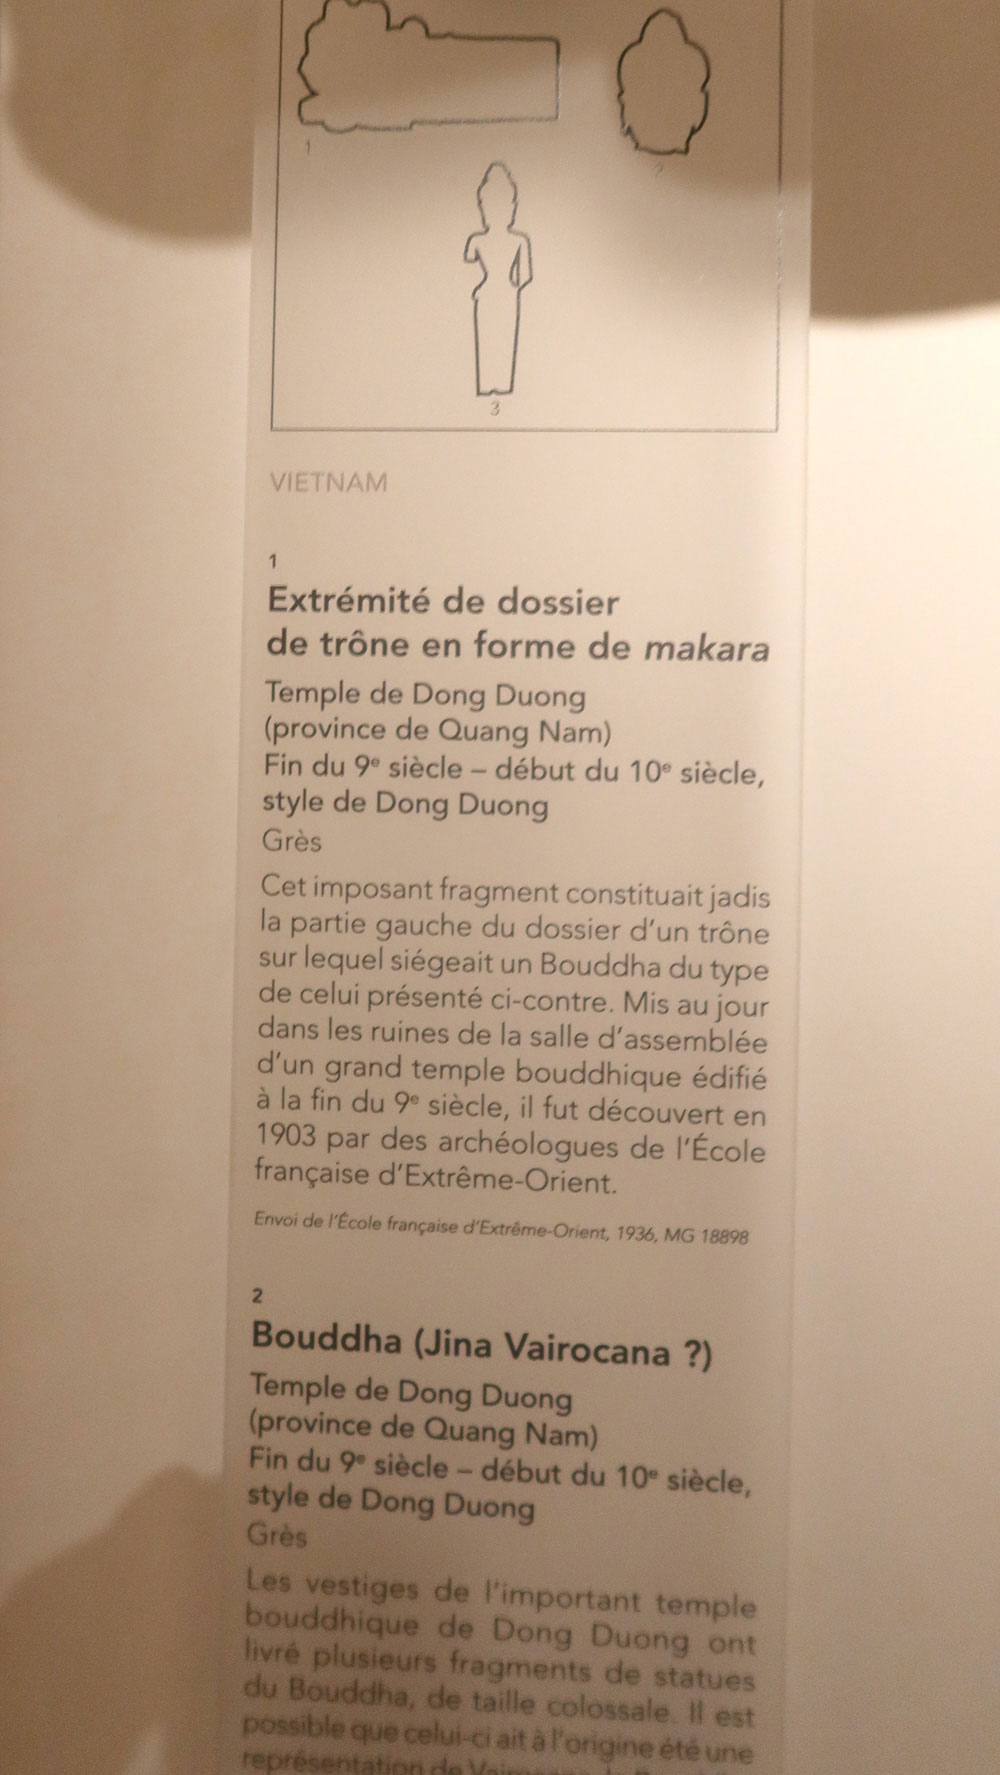 1
2
3
VIETNAM
1
Extrémité de dossier
de trône en forme de makara
Temple de Dong Duong
(province de Quang Nam)
Fin du 9e siècle – début du 10e siècle,
style de Dong Duong
Grès
Cet imposant fragment constituait jadis
la partie gauche du dossier d'un trône
sur lequel siégeait un Bouddha du type
de celui présenté ci-contre. Mis au jour
dans les ruines de la salle d'assemblée
d'un grand temple bouddhique édifié
à la fin du 9e siècle, il fut découvert en
1903 par des archéologues de l'École
française d'Extrême-Orient.
Envoi de l'École française d'Extrême-Orient, 1936, MG 18898
2
Bouddha (Jina Vairocana ?)
Temple de Dong Duong
(province de Quang Nam)
Fin du 9e siècle – début du 10e siècle,
style de Dong Duong
Grès
Les vestiges de l'important temple
bouddhique de Dong Duong ont
livré plusieurs fragments de statues
du Bouddha, de taille colossale. Il est
possible que celui-ci ait à l'origine été une
représentation de